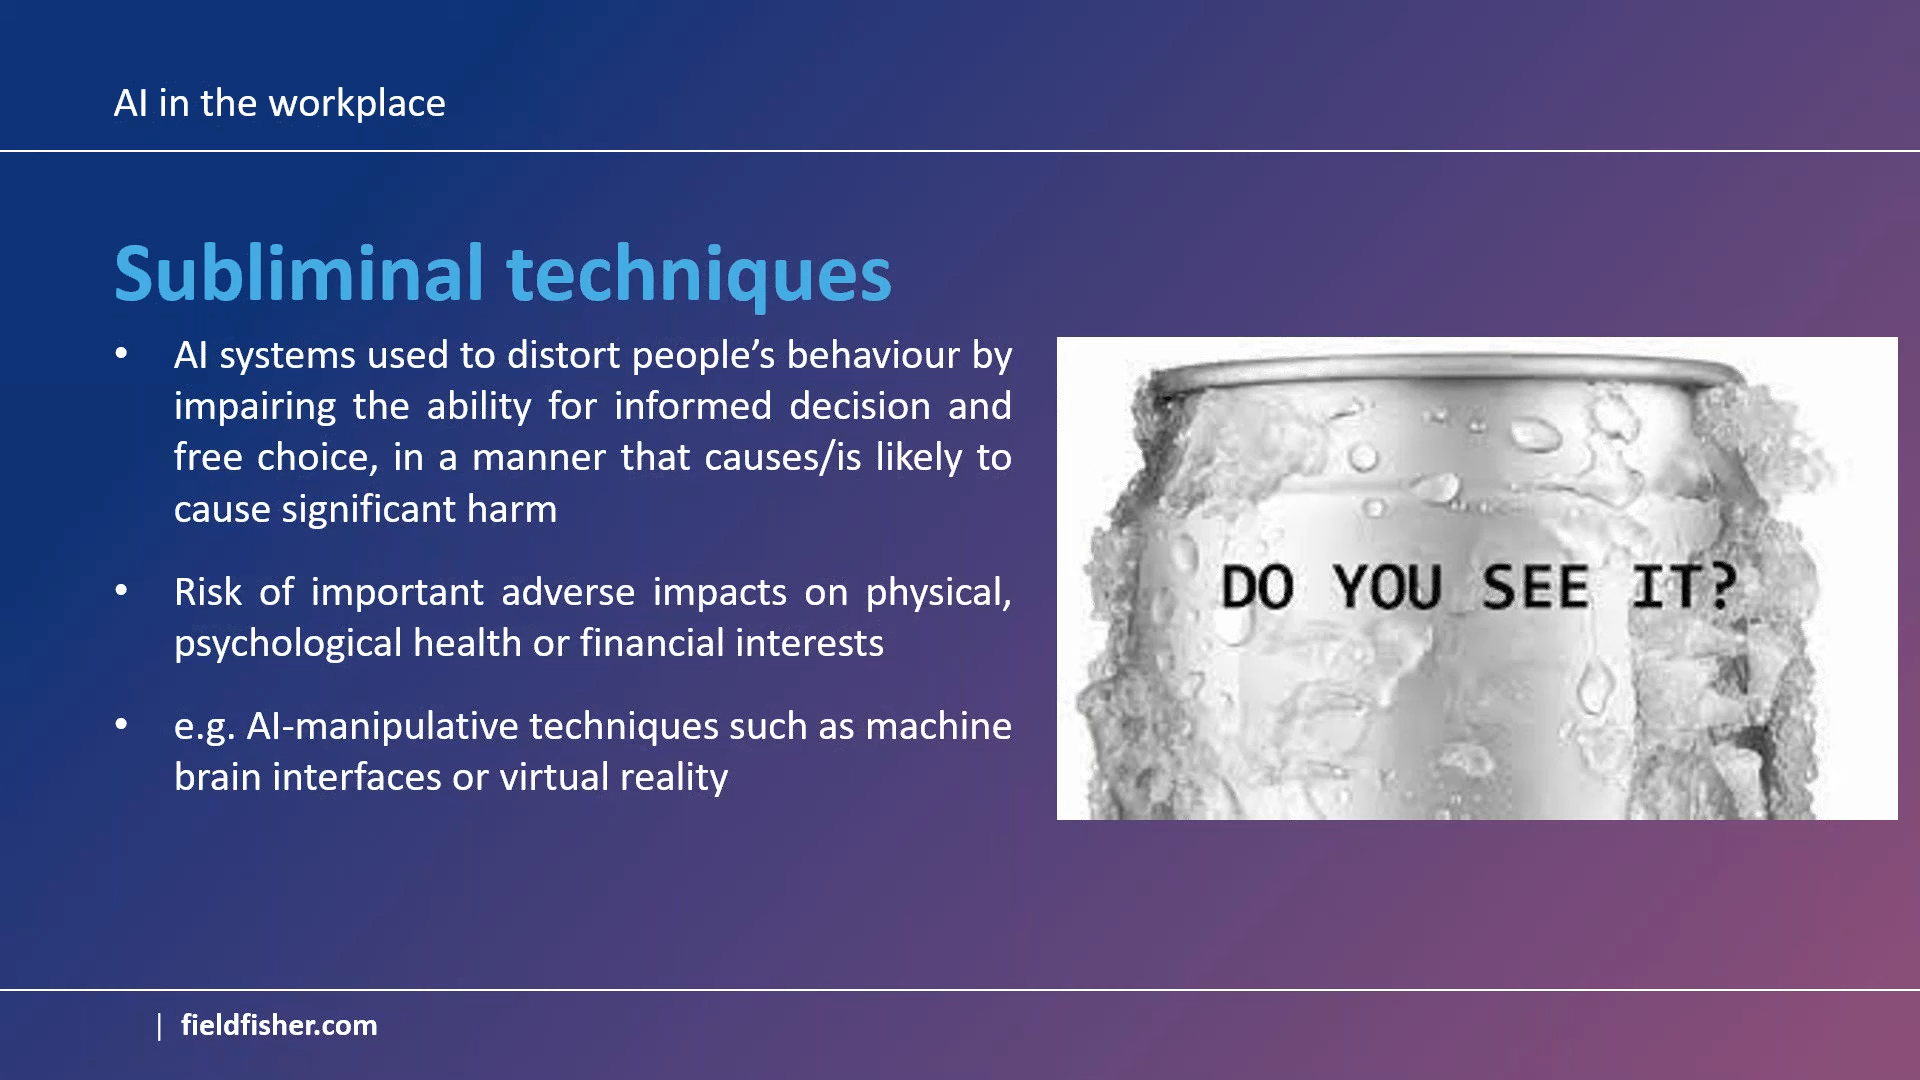 AI in the workplace
Subliminal techniques
• AI systems used to distort people’s behaviour by
impairing the ability for informed decision and
free choice, in a manner that causes/is likely to
cause significant harm
• Risk of important adverse impacts on physical,
psychological health or financial interests
• e.g. AI-manipulative techniques such as machine
brain interfaces or virtual reality
DO YOU SEE IT?
| fieldfisher.com